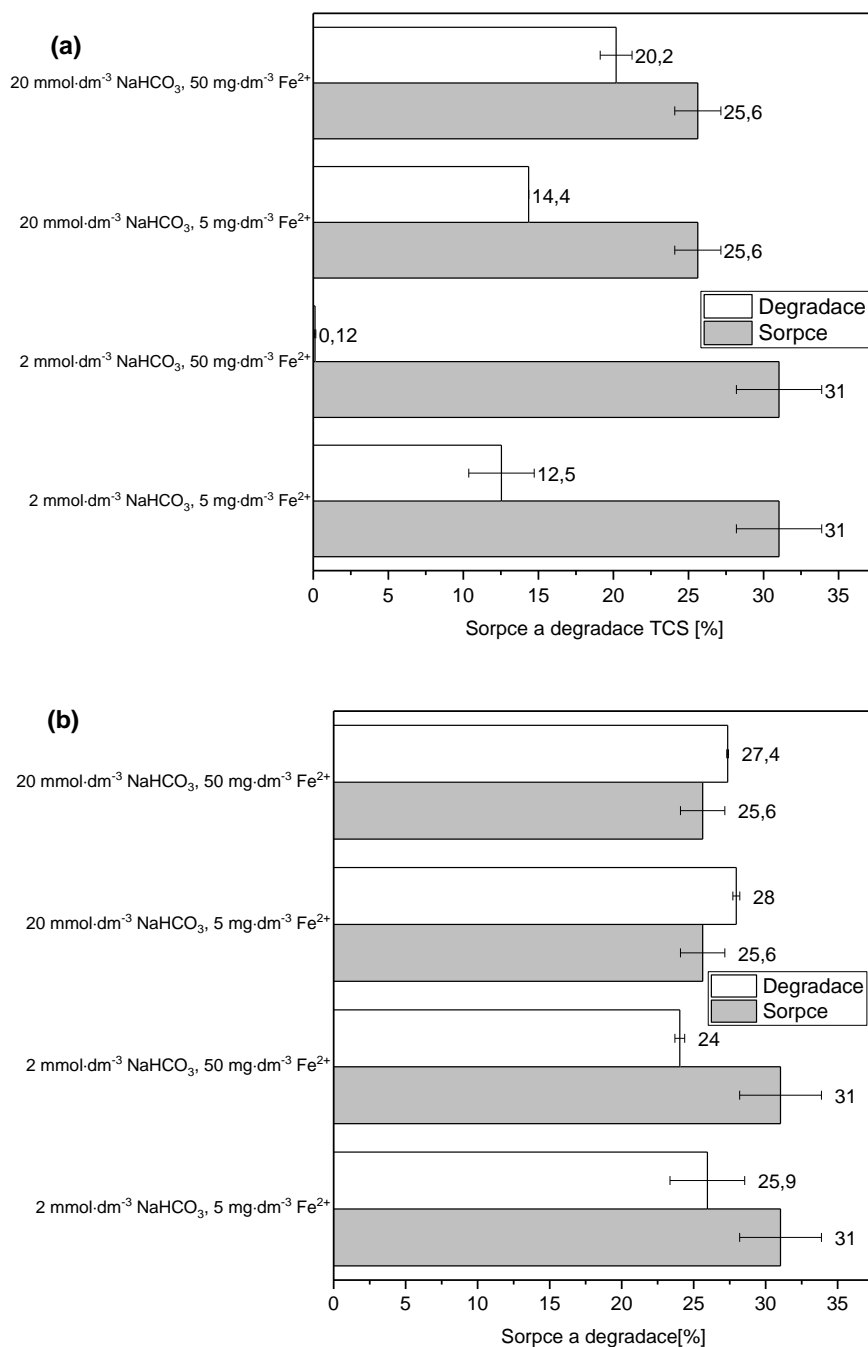 (a)
20 mmol·dm⁻³ NaHCO₃, 50 mg·dm⁻³ Fe²⁺
20,2
25,6
20 mmol·dm⁻³ NaHCO₃, 5 mg·dm⁻³ Fe²⁺
14,4
25,6
Degradace
Sorpce
2 mmol·dm⁻³ NaHCO₃, 50 mg·dm⁻³ Fe²⁺
0,12
31
2 mmol·dm⁻³ NaHCO₃, 5 mg·dm⁻³ Fe²⁺
12,5
31
0 5 10 15 20 25 30 35
Sorpce a degradace TCS [%]
(b)
20 mmol·dm⁻³ NaHCO₃, 50 mg·dm⁻³ Fe²⁺
27,4
25,6
20 mmol·dm⁻³ NaHCO₃, 5 mg·dm⁻³ Fe²⁺
28
25,6
Degradace
Sorpce
2 mmol·dm⁻³ NaHCO₃, 50 mg·dm⁻³ Fe²⁺
24
31
2 mmol·dm⁻³ NaHCO₃, 5 mg·dm⁻³ Fe²⁺
25,9
31
0 5 10 15 20 25 30 35
Sorpce a degradace[%]